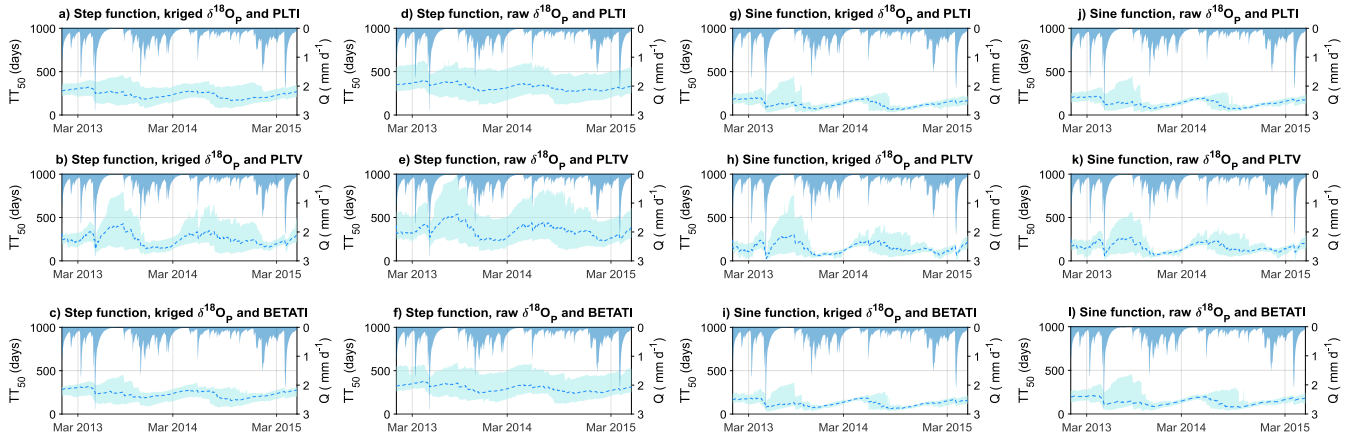 a) Step function, kriged δ18OP and PLTI
1000
500
0
TT50 (days)
0
1
2
3
Q ( mm d-1)
Mar 2013
Mar 2014
Mar 2015
d) Step function, raw δ18OP and PLTI
1000
500
0
TT50 (days)
0
1
2
3
Q ( mm d-1)
Mar 2013
Mar 2014
Mar 2015
g) Sine function, kriged δ18OP and PLTI
1000
500
0
TT50 (days)
0
1
2
3
Q ( mm d-1)
Mar 2013
Mar 2014
Mar 2015
j) Sine function, raw δ18OP and PLTI
1000
500
0
TT50 (days)
0
1
2
3
Q ( mm d-1)
Mar 2013
Mar 2014
Mar 2015
b) Step function, kriged δ18OP and PLTV
1000
500
0
TT50 (days)
0
1
2
3
Q ( mm d-1)
Mar 2013
Mar 2014
Mar 2015
e) Step function, raw δ18OP and PLTV
1000
500
0
TT50 (days)
0
1
2
3
Q ( mm d-1)
Mar 2013
Mar 2014
Mar 2015
h) Sine function, kriged δ18OP and PLTV
1000
500
0
TT50 (days)
0
1
2
3
Q ( mm d-1)
Mar 2013
Mar 2014
Mar 2015
k) Sine function, raw δ18OP and PLTV
1000
500
0
TT50 (days)
0
1
2
3
Q ( mm d-1)
Mar 2013
Mar 2014
Mar 2015
c) Step function, kriged δ18OP and BETATI
1000
500
0
TT50 (days)
0
1
2
3
Q ( mm d-1)
Mar 2013
Mar 2014
Mar 2015
f) Step function, raw δ18OP and BETATI
1000
500
0
TT50 (days)
0
1
2
3
Q ( mm d-1)
Mar 2013
Mar 2014
Mar 2015
i) Sine function, kriged δ18OP and BETATI
1000
500
0
TT50 (days)
0
1
2
3
Q ( mm d-1)
Mar 2013
Mar 2014
Mar 2015
l) Sine function, raw δ18OP and BETATI
1000
500
0
TT50 (days)
0
1
2
3
Q ( mm d-1)
Mar 2013
Mar 2014
Mar 2015